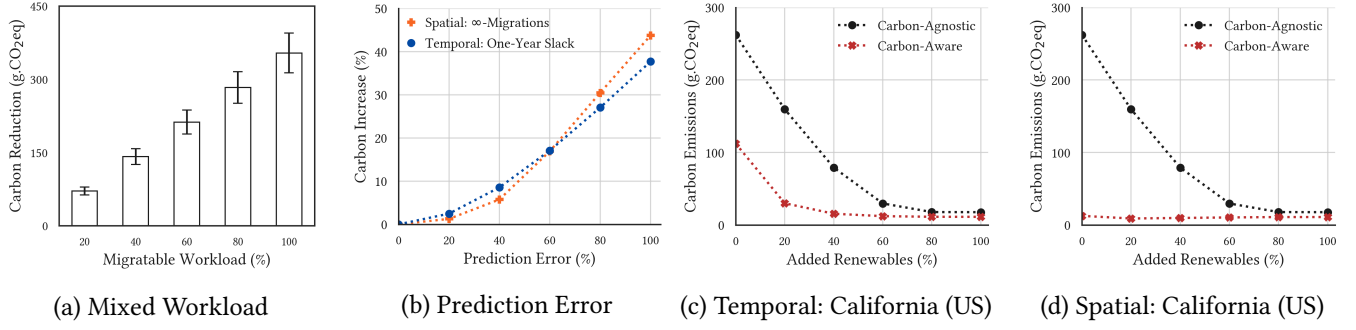 Carbon Reduction (g.CO2eq)
450
300
150
0
20 40 60 80 100
Migratable Workload (%)
(a) Mixed Workload
Carbon Increase (%)
50
40
30
20
10
0
Spatial: ∞-Migrations
Temporal: One-Year Slack
0 20 40 60 80 100
Prediction Error (%)
(b) Prediction Error
Carbon Emissions (g.CO2eq)
300
200
100
0
Carbon-Agnostic
Carbon-Aware
0 20 40 60 80 100
Added Renewables (%)
(c) Temporal: California (US)
Carbon Emissions (g.CO2eq)
300
200
100
0
Carbon-Agnostic
Carbon-Aware
0 20 40 60 80 100
Added Renewables (%)
(d) Spatial: California (US)